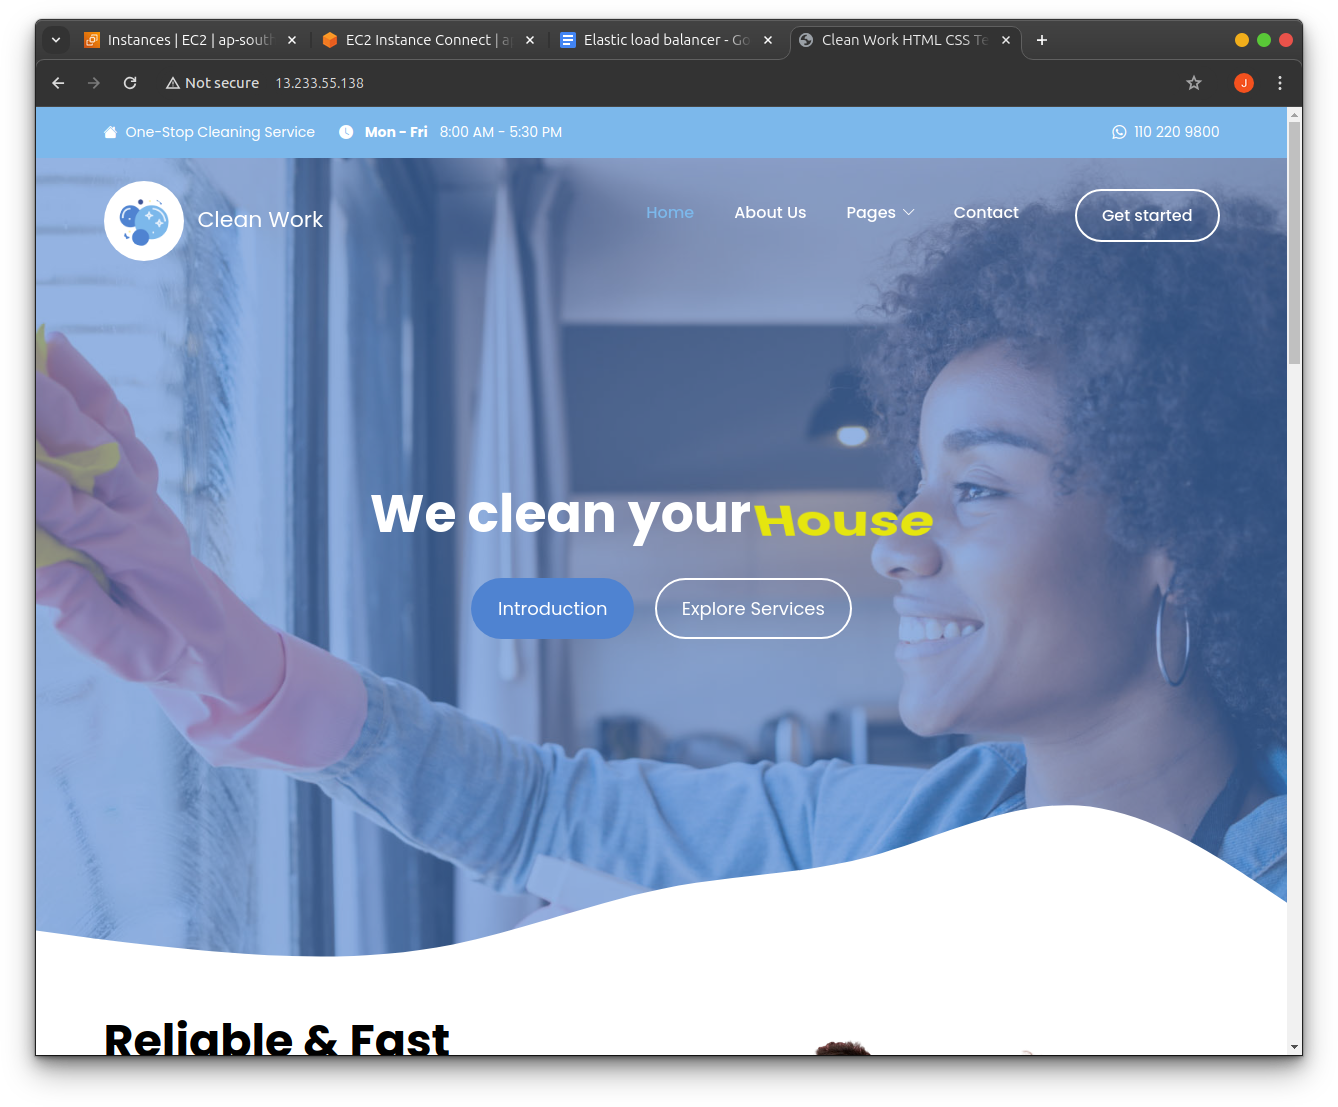 Instances | EC2 | ap-south
EC2 Instance Connect | a
Elastic load balancer - Go
Clean Work HTML CSS Te
Not secure 13.233.55.138
J
One-Stop Cleaning Service Mon - Fri 8:00 AM - 5:30 PM 110 220 9800
Clean Work Home About Us Pages Contact Get started
We clean your House
Introduction Explore Services
Reliable & Fast